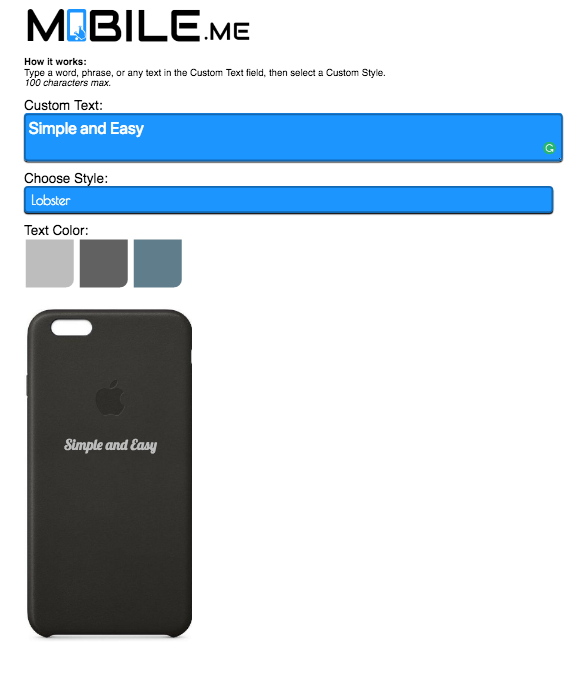 MOBILE.ME
How it works:
Type a word, phrase, or any text in the Custom Text field, then select a Custom Style.
100 characters max.
Custom Text:
Simple and Easy
Choose Style:
Lobster
Text Color:
Simple and Easy